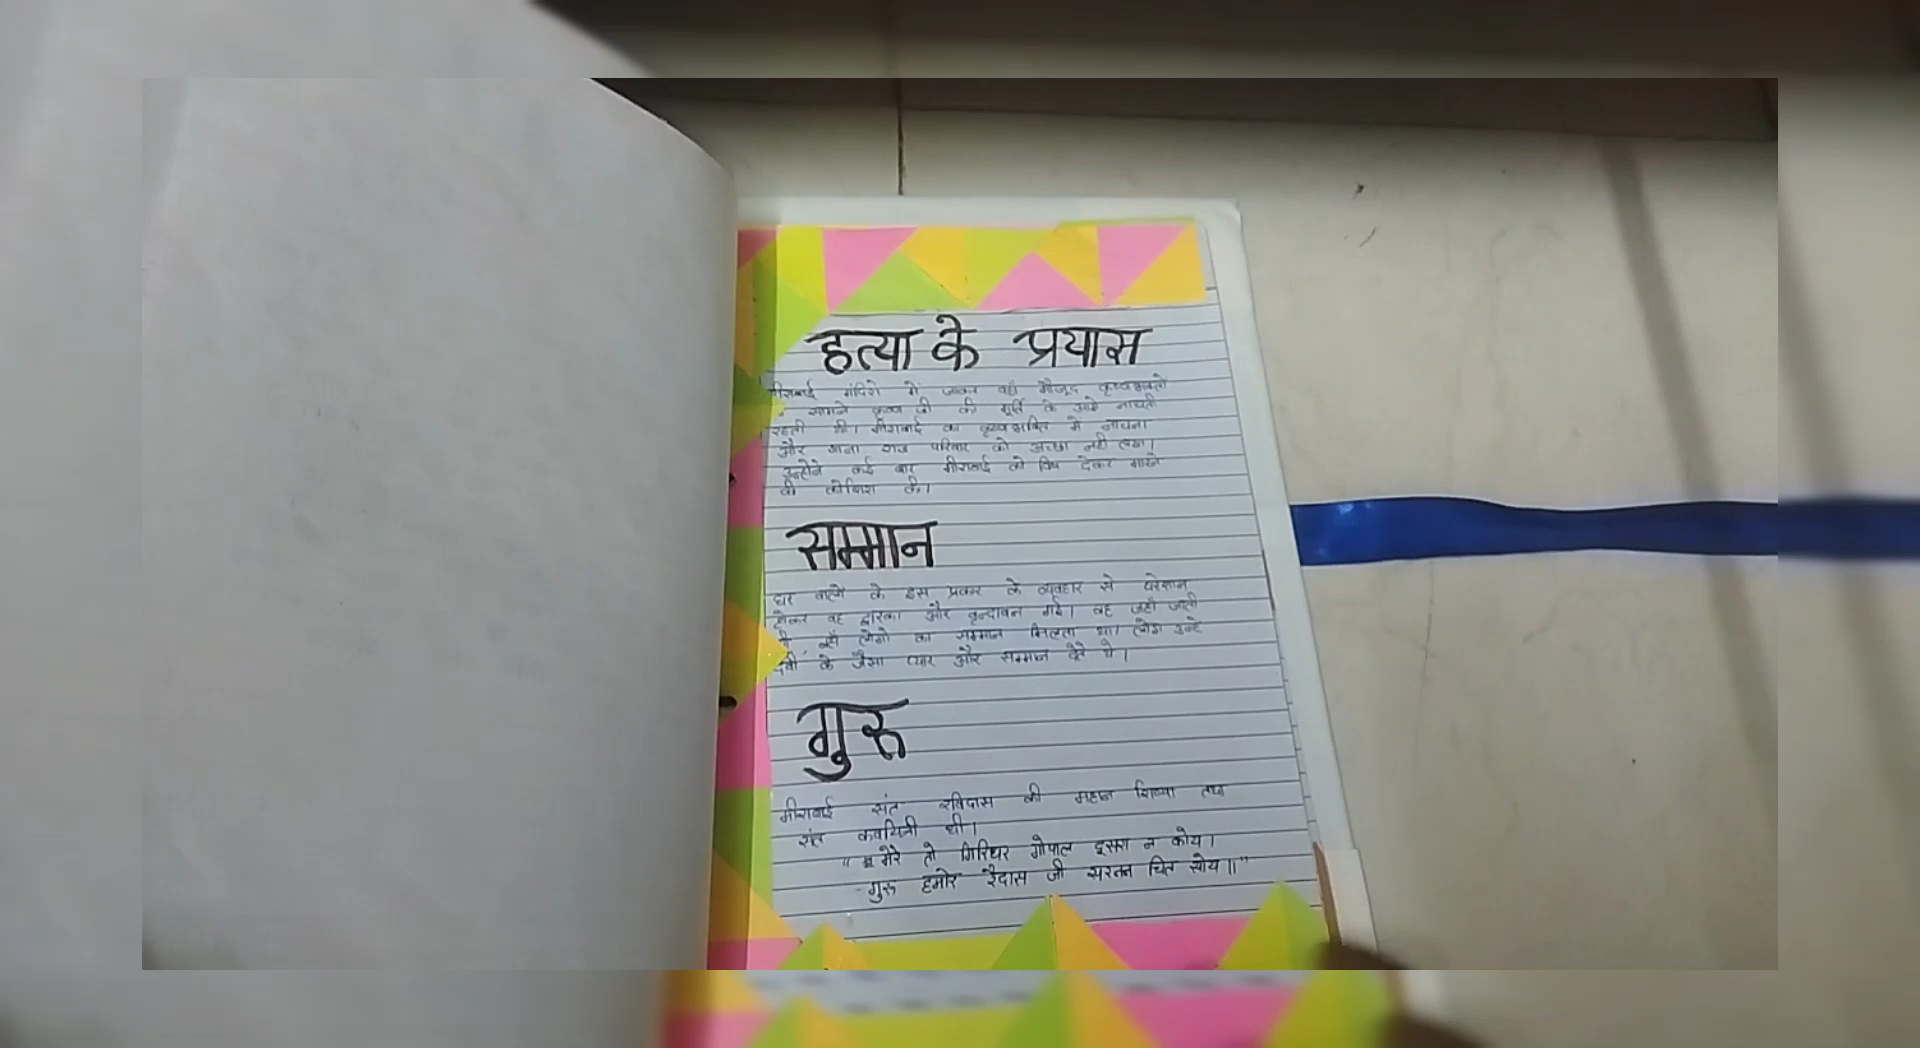 हत्या के प्रयास
मीराबाई मंदिरो में जाकर वहाँ मौजूद कृष्णभक्तो
सामने कृष्ण जी की मूर्ति के आगे नाचती
रहती थी। मीराबाई का कृष्णभक्ति में नाचना
और गाना राज परिवार को अच्छा नही लगा।
उन्होने कई बार मीराबाई को विष देकर मारने
की कोशिश की।
सम्मान
घर वालो के इस प्रकार के व्यवहार से परेशान
होकर वह द्वारका और वृन्दावन गई। वह जहाँ जाती
वहाँ लोगो का सम्मान मिलता था। लोग उन्हे
देवी के जैसा प्यार और सम्मान देते थे।
गुरु
मीराबाई संत रविदास की महान शिष्या तथा
संत कवयित्री थी।
"मेरे तो गिरिधर गोपाल दूसरा न कोय।
गुरु हमारे रैदास जी सरनन चित सोय॥"